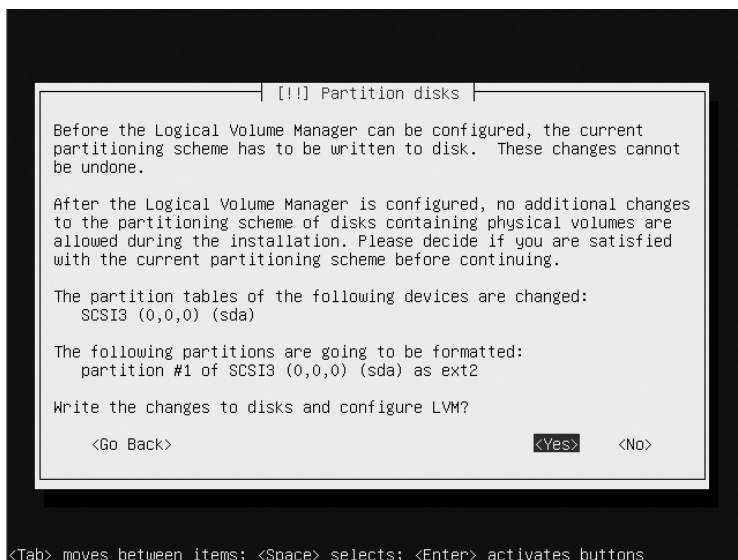 [!!] Partition disks
Before the Logical Volume Manager can be configured, the current
partitioning scheme has to be written to disk.  These changes cannot
be undone.
After the Logical Volume Manager is configured, no additional changes
to the partitioning scheme of disks containing physical volumes are
allowed during the installation. Please decide if you are satisfied
with the current partitioning scheme before continuing.
The partition tables of the following devices are changed:
SCSI3 (0,0,0) (sda)
The following partitions are going to be formatted:
partition #1 of SCSI3 (0,0,0) (sda) as ext2
Write the changes to disks and configure LVM?
<Go Back> <Yes> <No>
<Tab> moves between items; <Space> selects; <Enter> activates buttons